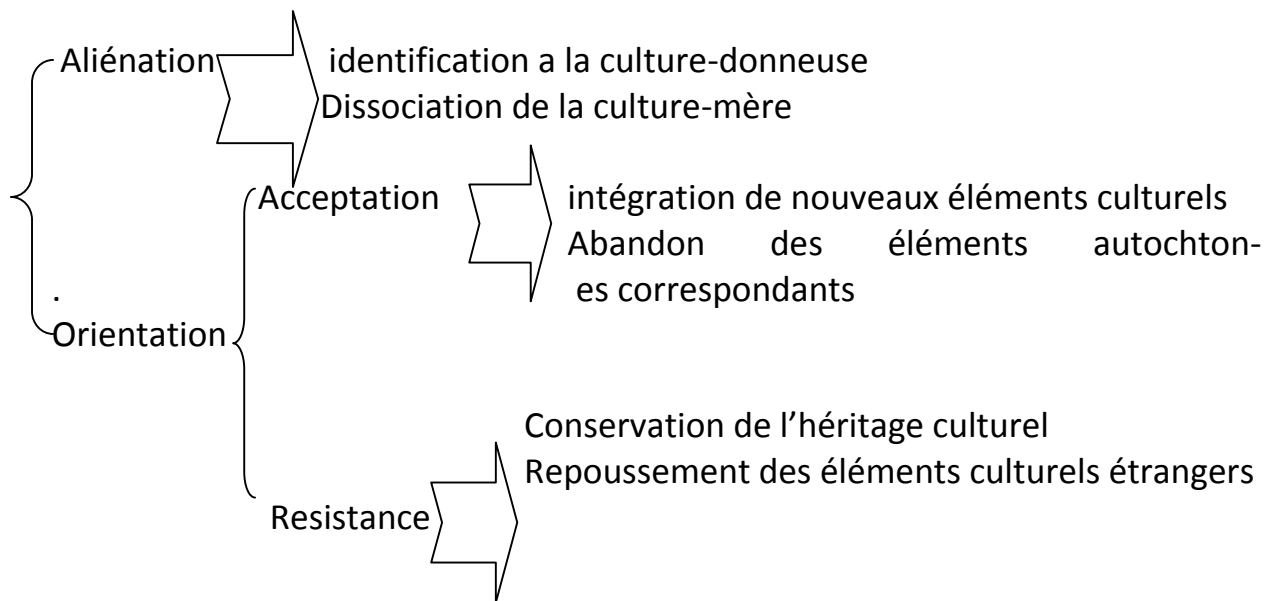 Aliénation identification a la culture-donneuse
Dissociation de la culture-mère
Acceptation intégration de nouveaux éléments culturels
Abandon des éléments autochton-
es correspondants
.
Orientation
Conservation de l’héritage culturel
Repoussement des éléments culturels étrangers
Resistance